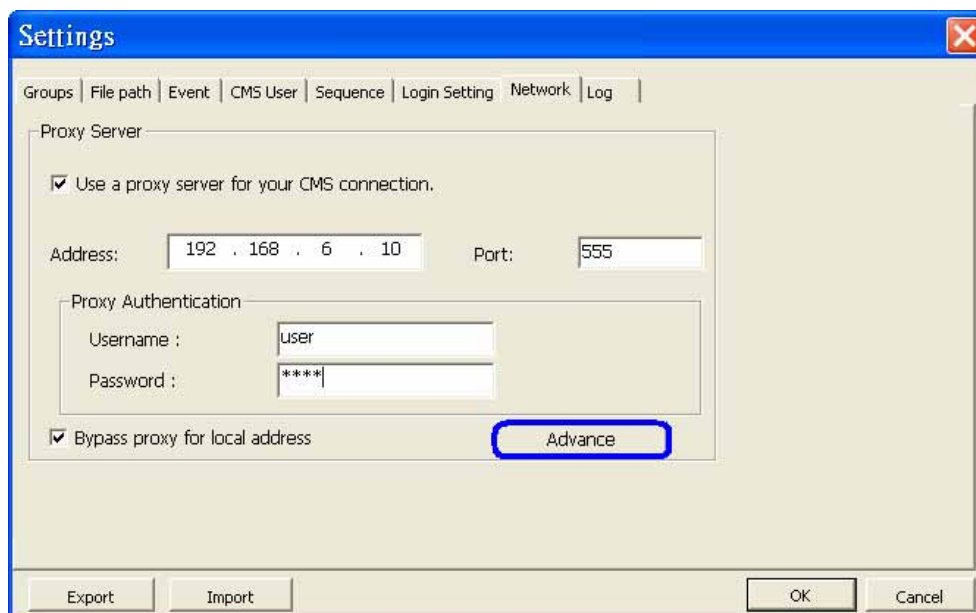 Settings
Groups File path Event CMS User Sequence Login Setting Network Log
Proxy Server
Use a proxy server for your CMS connection.
Address: 192 . 168 . 6 . 10 Port: 555
Proxy Authentication
Username : user
Password : ****
Bypass proxy for local address Advance
Export Import OK Cancel